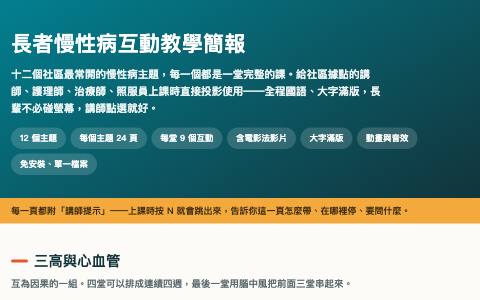 長者慢性病互動教學簡報
十二個社區最常開的慢性病主題，每一個都是一堂完整的課。給社區據點的講
師、護理師、治療師、照服員上課時直接投影使用——全程國語、大字滿版，長
輩不必碰螢幕，講師點選就好。
12 個主題
每個主題 24 頁
每堂 9 個互動
含電影法影片
大字滿版
動畫與音效
免安裝、單一檔案
每一頁都附「講師提示」——上課時按 N 就會跳出來，告訴你這一頁怎麼帶、在哪裡停、要問什麼。
三高與心血管
互為因果的一組。四堂可以排成連續四週，最後一堂用腦中風把前面三堂串起來。